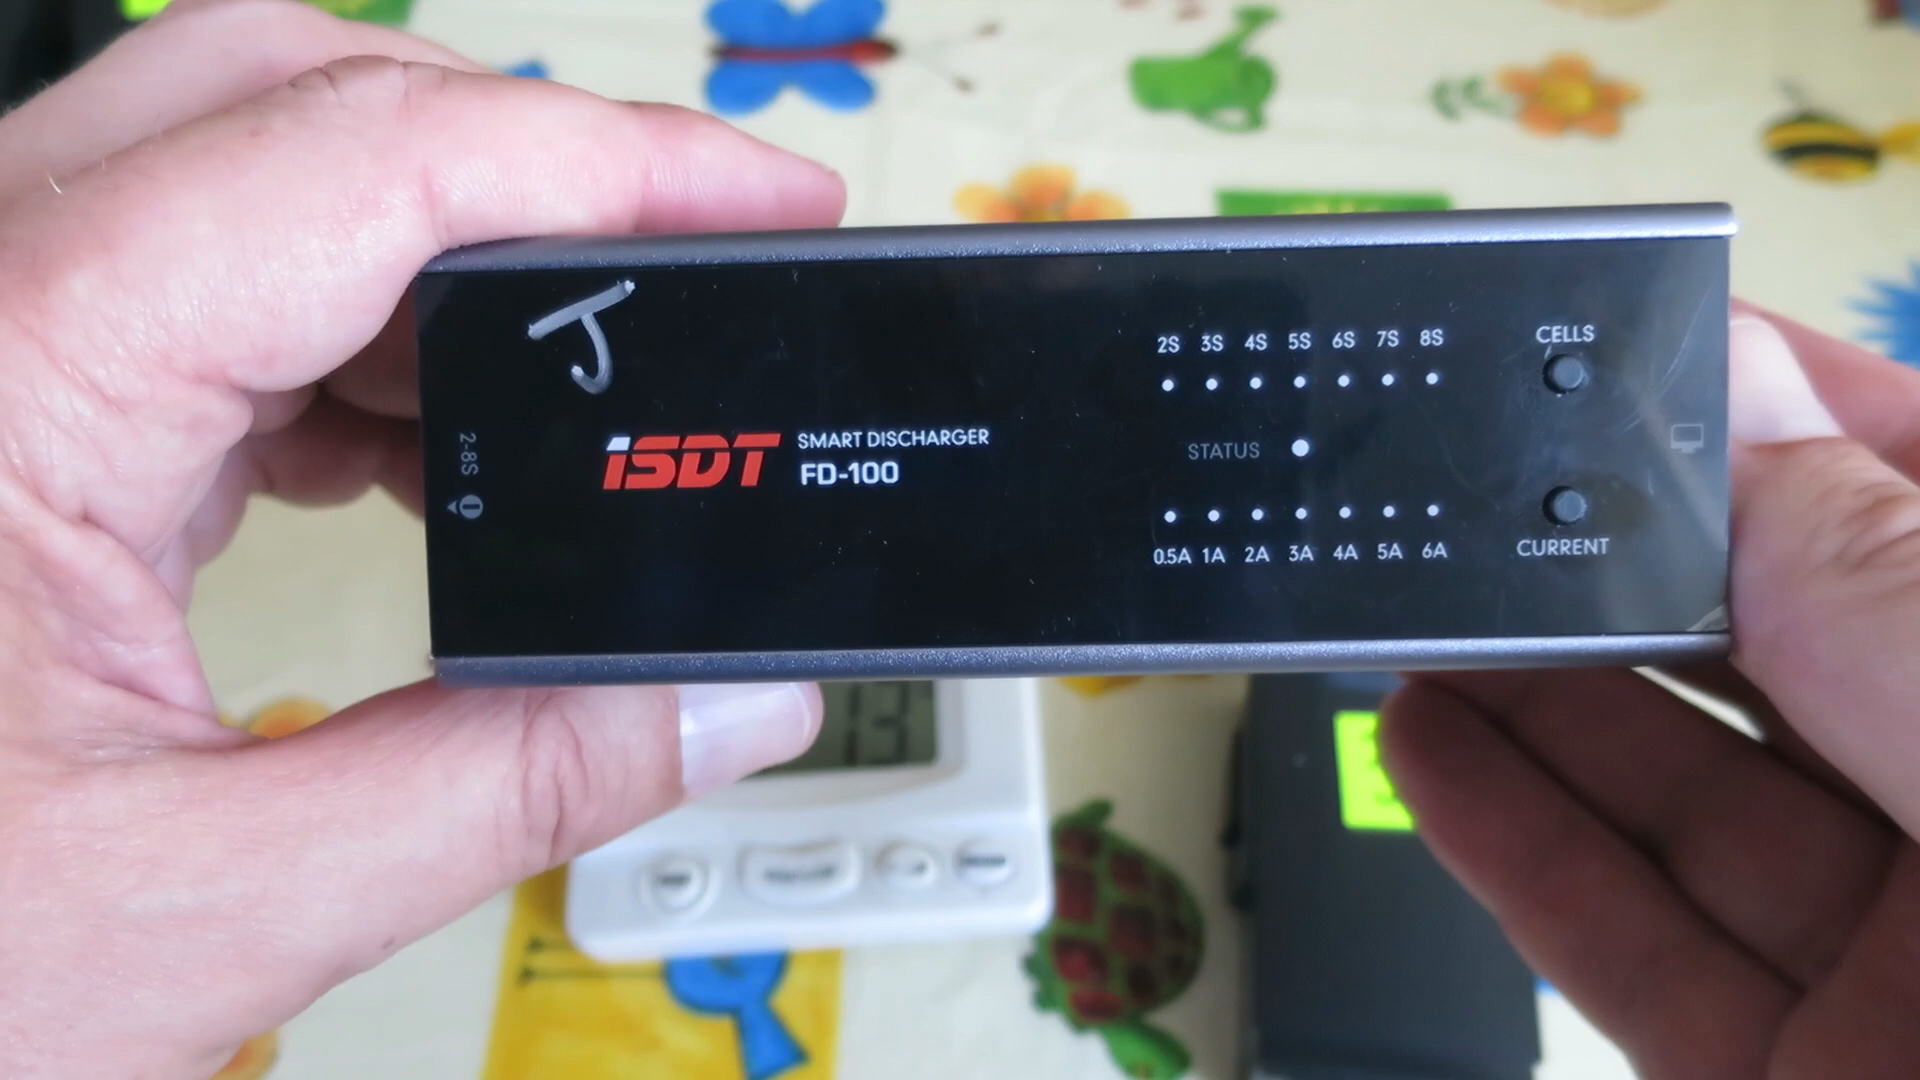 J
iSDT
SMART DISCHARGER
FD-100
2-8S
2S 3S 4S 5S 6S 7S 8S
STATUS
0.5A 1A 2A 3A 4A 5A 6A
CELLS
CURRENT
13